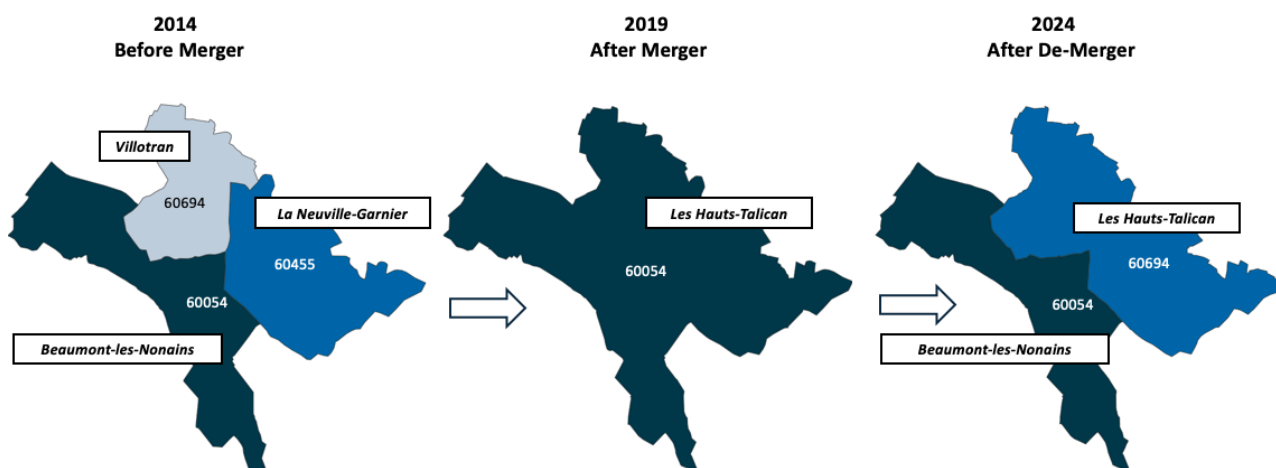 2014
Before Merger
Villotran
60694
La Neuville-Garnier
60455
60054
Beaumont-les-Nonains
2019
After Merger
Les Hauts-Talican
60054
2024
After De-Merger
Les Hauts-Talican
60694
60054
Beaumont-les-Nonains